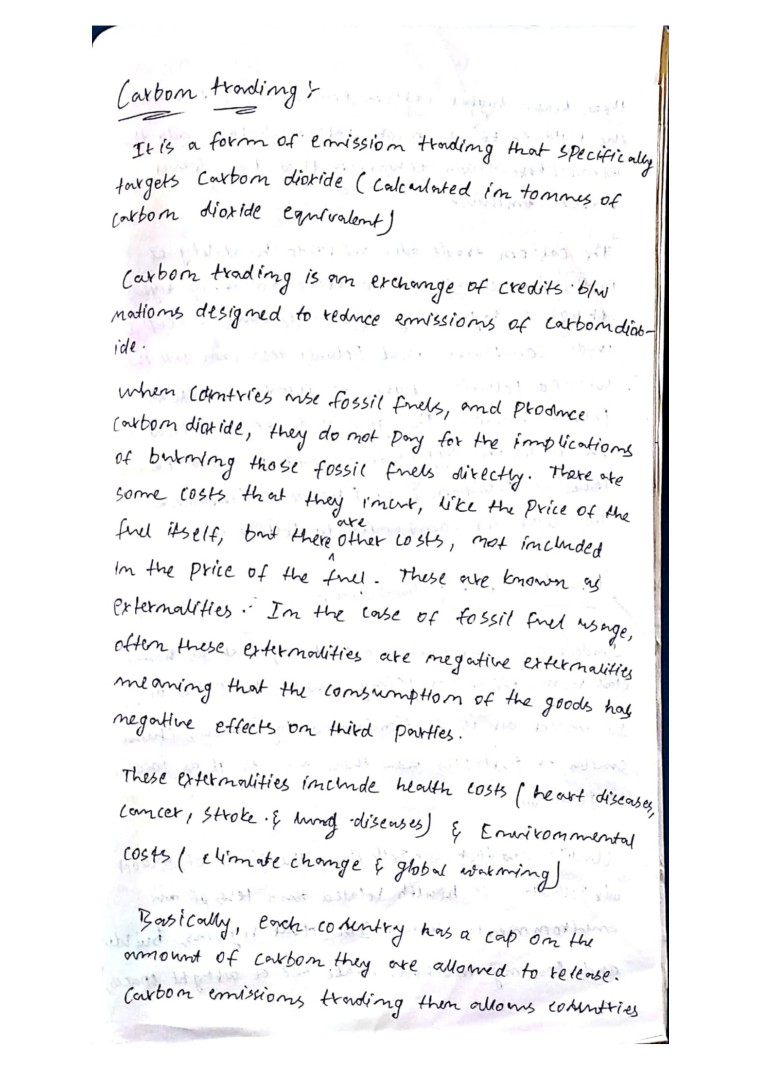 Carbon trading :-
It is a form of emission trading that specifically
targets Carbon dioxide (calculated in tonnes of
carbon dioxide equivalent)
Carbon trading is an exchange of credits b/w
nations designed to reduce emissions of carbon diox-
ide.
When countries use fossil fuels, and produce
carbon dioxide, they do not pay for the implications
of burning those fossil fuels directly. There are
some costs that they incur, like the price of the
fuel itself, but there are other costs, not included
in the price of the fuel. These are known as
externalities. In the case of fossil fuel usage,
often these externalities are negative externalities
meaning that the consumption of the goods has
negative effects on third parties.
These externalities include health costs (heart diseases,
cancer, stroke & lung diseases) & Environmental
costs (climate change & global warming)
Basically, each country has a cap on the
amount of carbon they are allowed to release.
Carbon emissions trading then allows countries